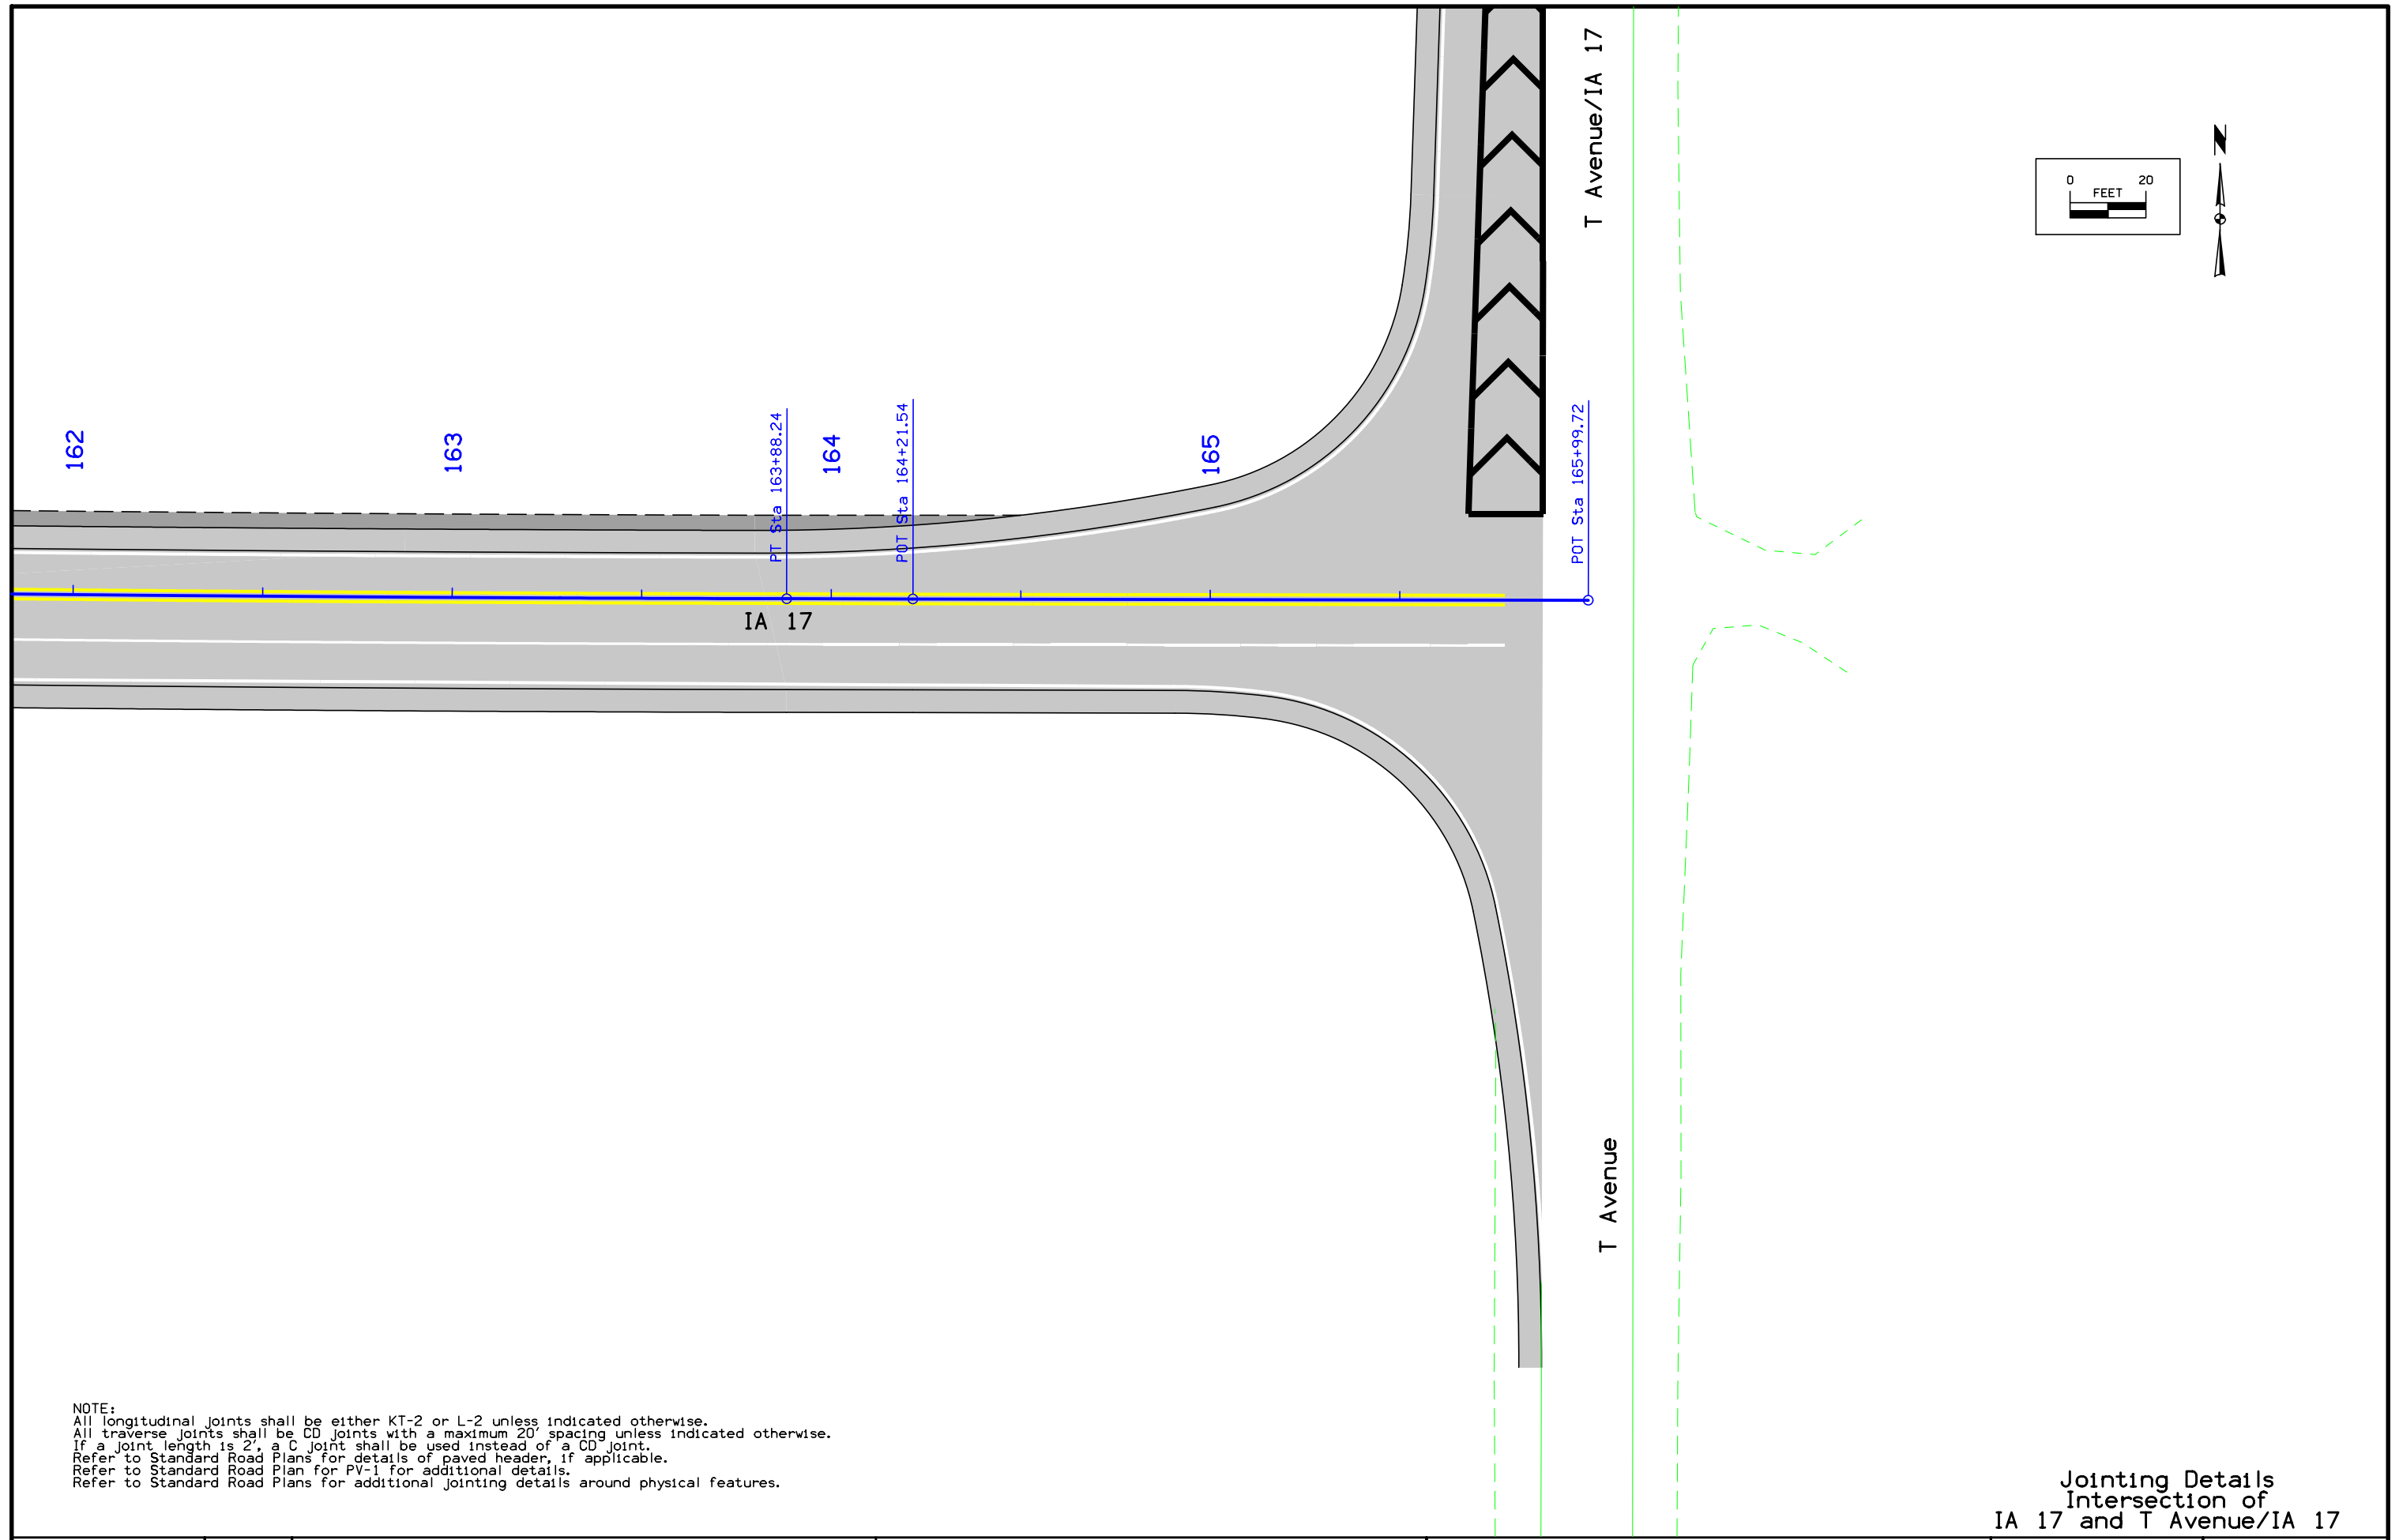 T Avenue/IA 17
N
0 20
FEET
162
163
PT Sta 163+88.24
164
POT Sta 164+21.54
165
POT Sta 165+99.72
IA 17
T Avenue
NOTE:
All longitudinal joints shall be either KT-2 or L-2 unless indicated otherwise.
All traverse joints shall be CD joints with a maximum 20' spacing unless indicated otherwise.
If a joint length is 2', a C joint shall be used instead of a CD joint.
Refer to Standard Road Plans for details of paved header, if applicable.
Refer to Standard Road Plan for PV-1 for additional details.
Refer to Standard Road Plans for additional jointing details around physical features.
Jointing Details
Intersection of
IA 17 and T Avenue/IA 17